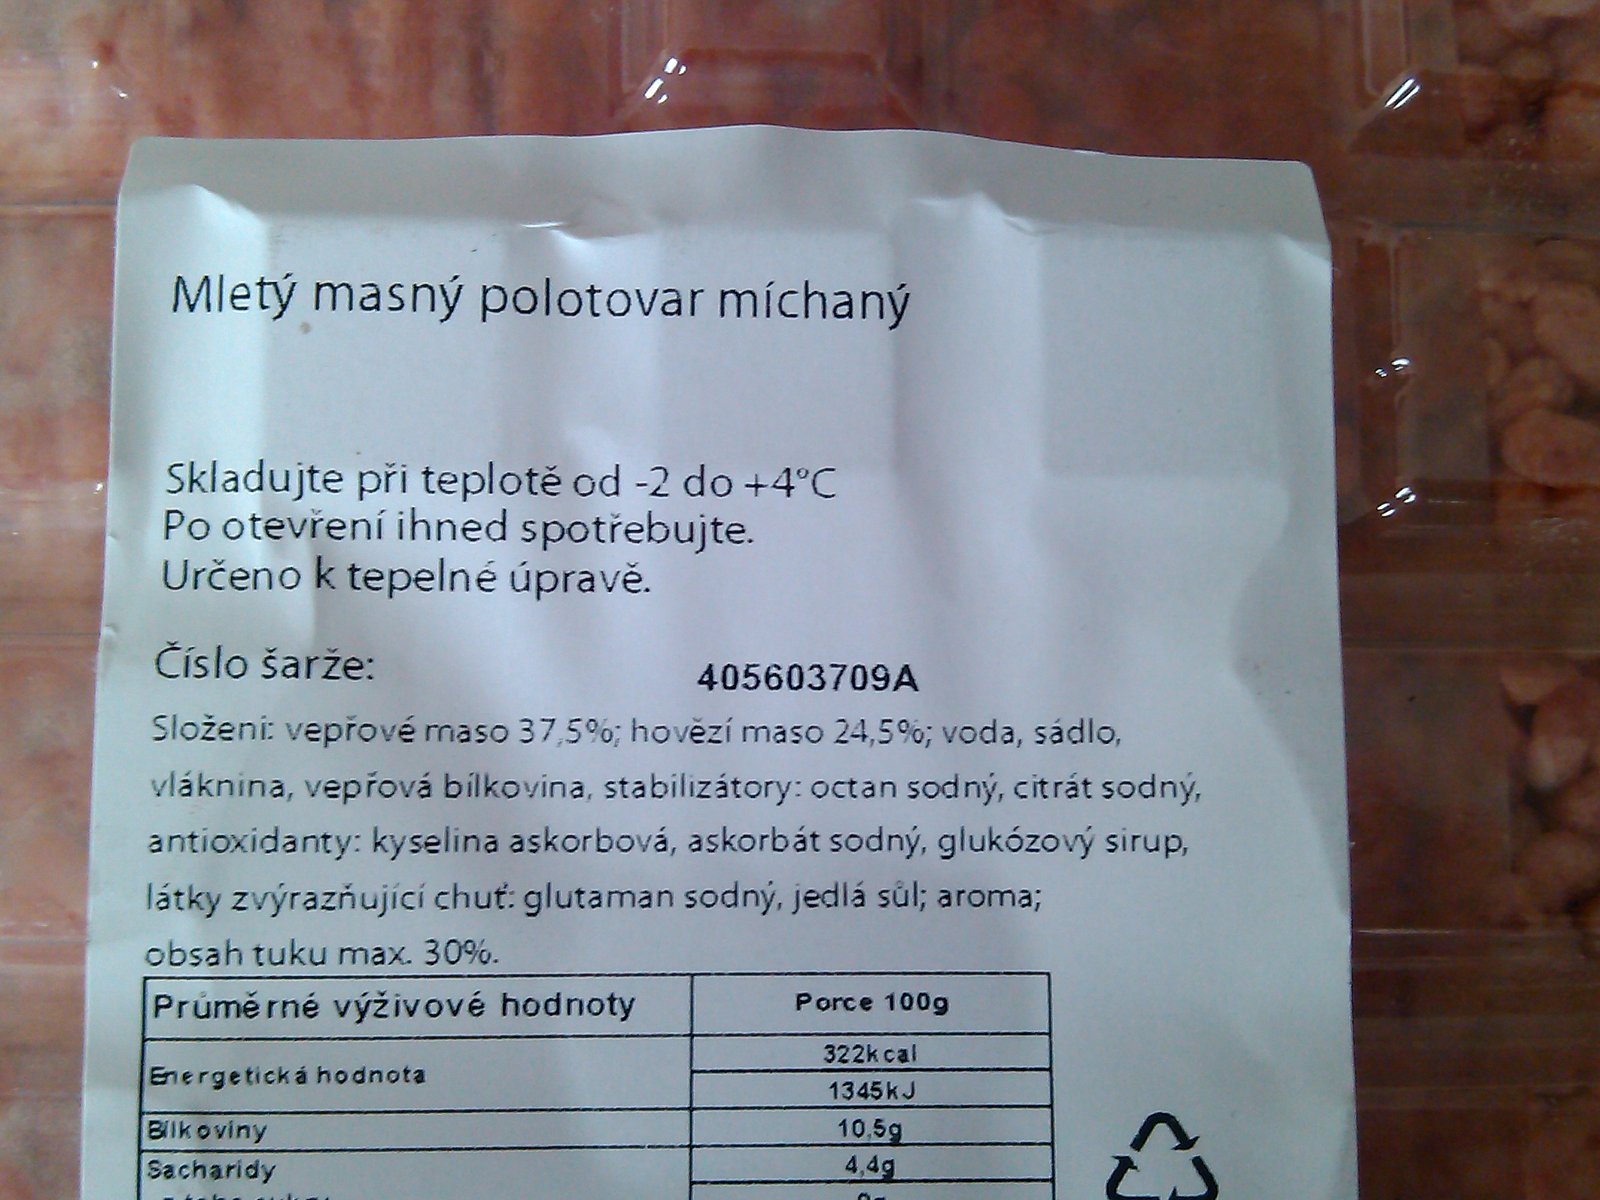 Mletý masný polotovar míchaný
Skladujte při teplotě od -2 do +4°C
Po otevření ihned spotřebujte.
Určeno k tepelné úpravě.
Číslo šarže: 405603709A
Složení: vepřové maso 37,5%; hovězí maso 24,5%; voda, sádlo,
vláknina, vepřová bílkovina, stabilizátory: octan sodný, citrát sodný,
antioxidanty: kyselina askorbová, askorbát sodný, glukózový sirup,
látky zvýrazňující chuť: glutaman sodný, jedlá sůl; aroma;
obsah tuku max. 30%.
Průměrné výživové hodnoty Porce 100g
Energetická hodnota 322kcal
1345kJ
Bílkoviny 10,5g
Sacharidy 4,4g